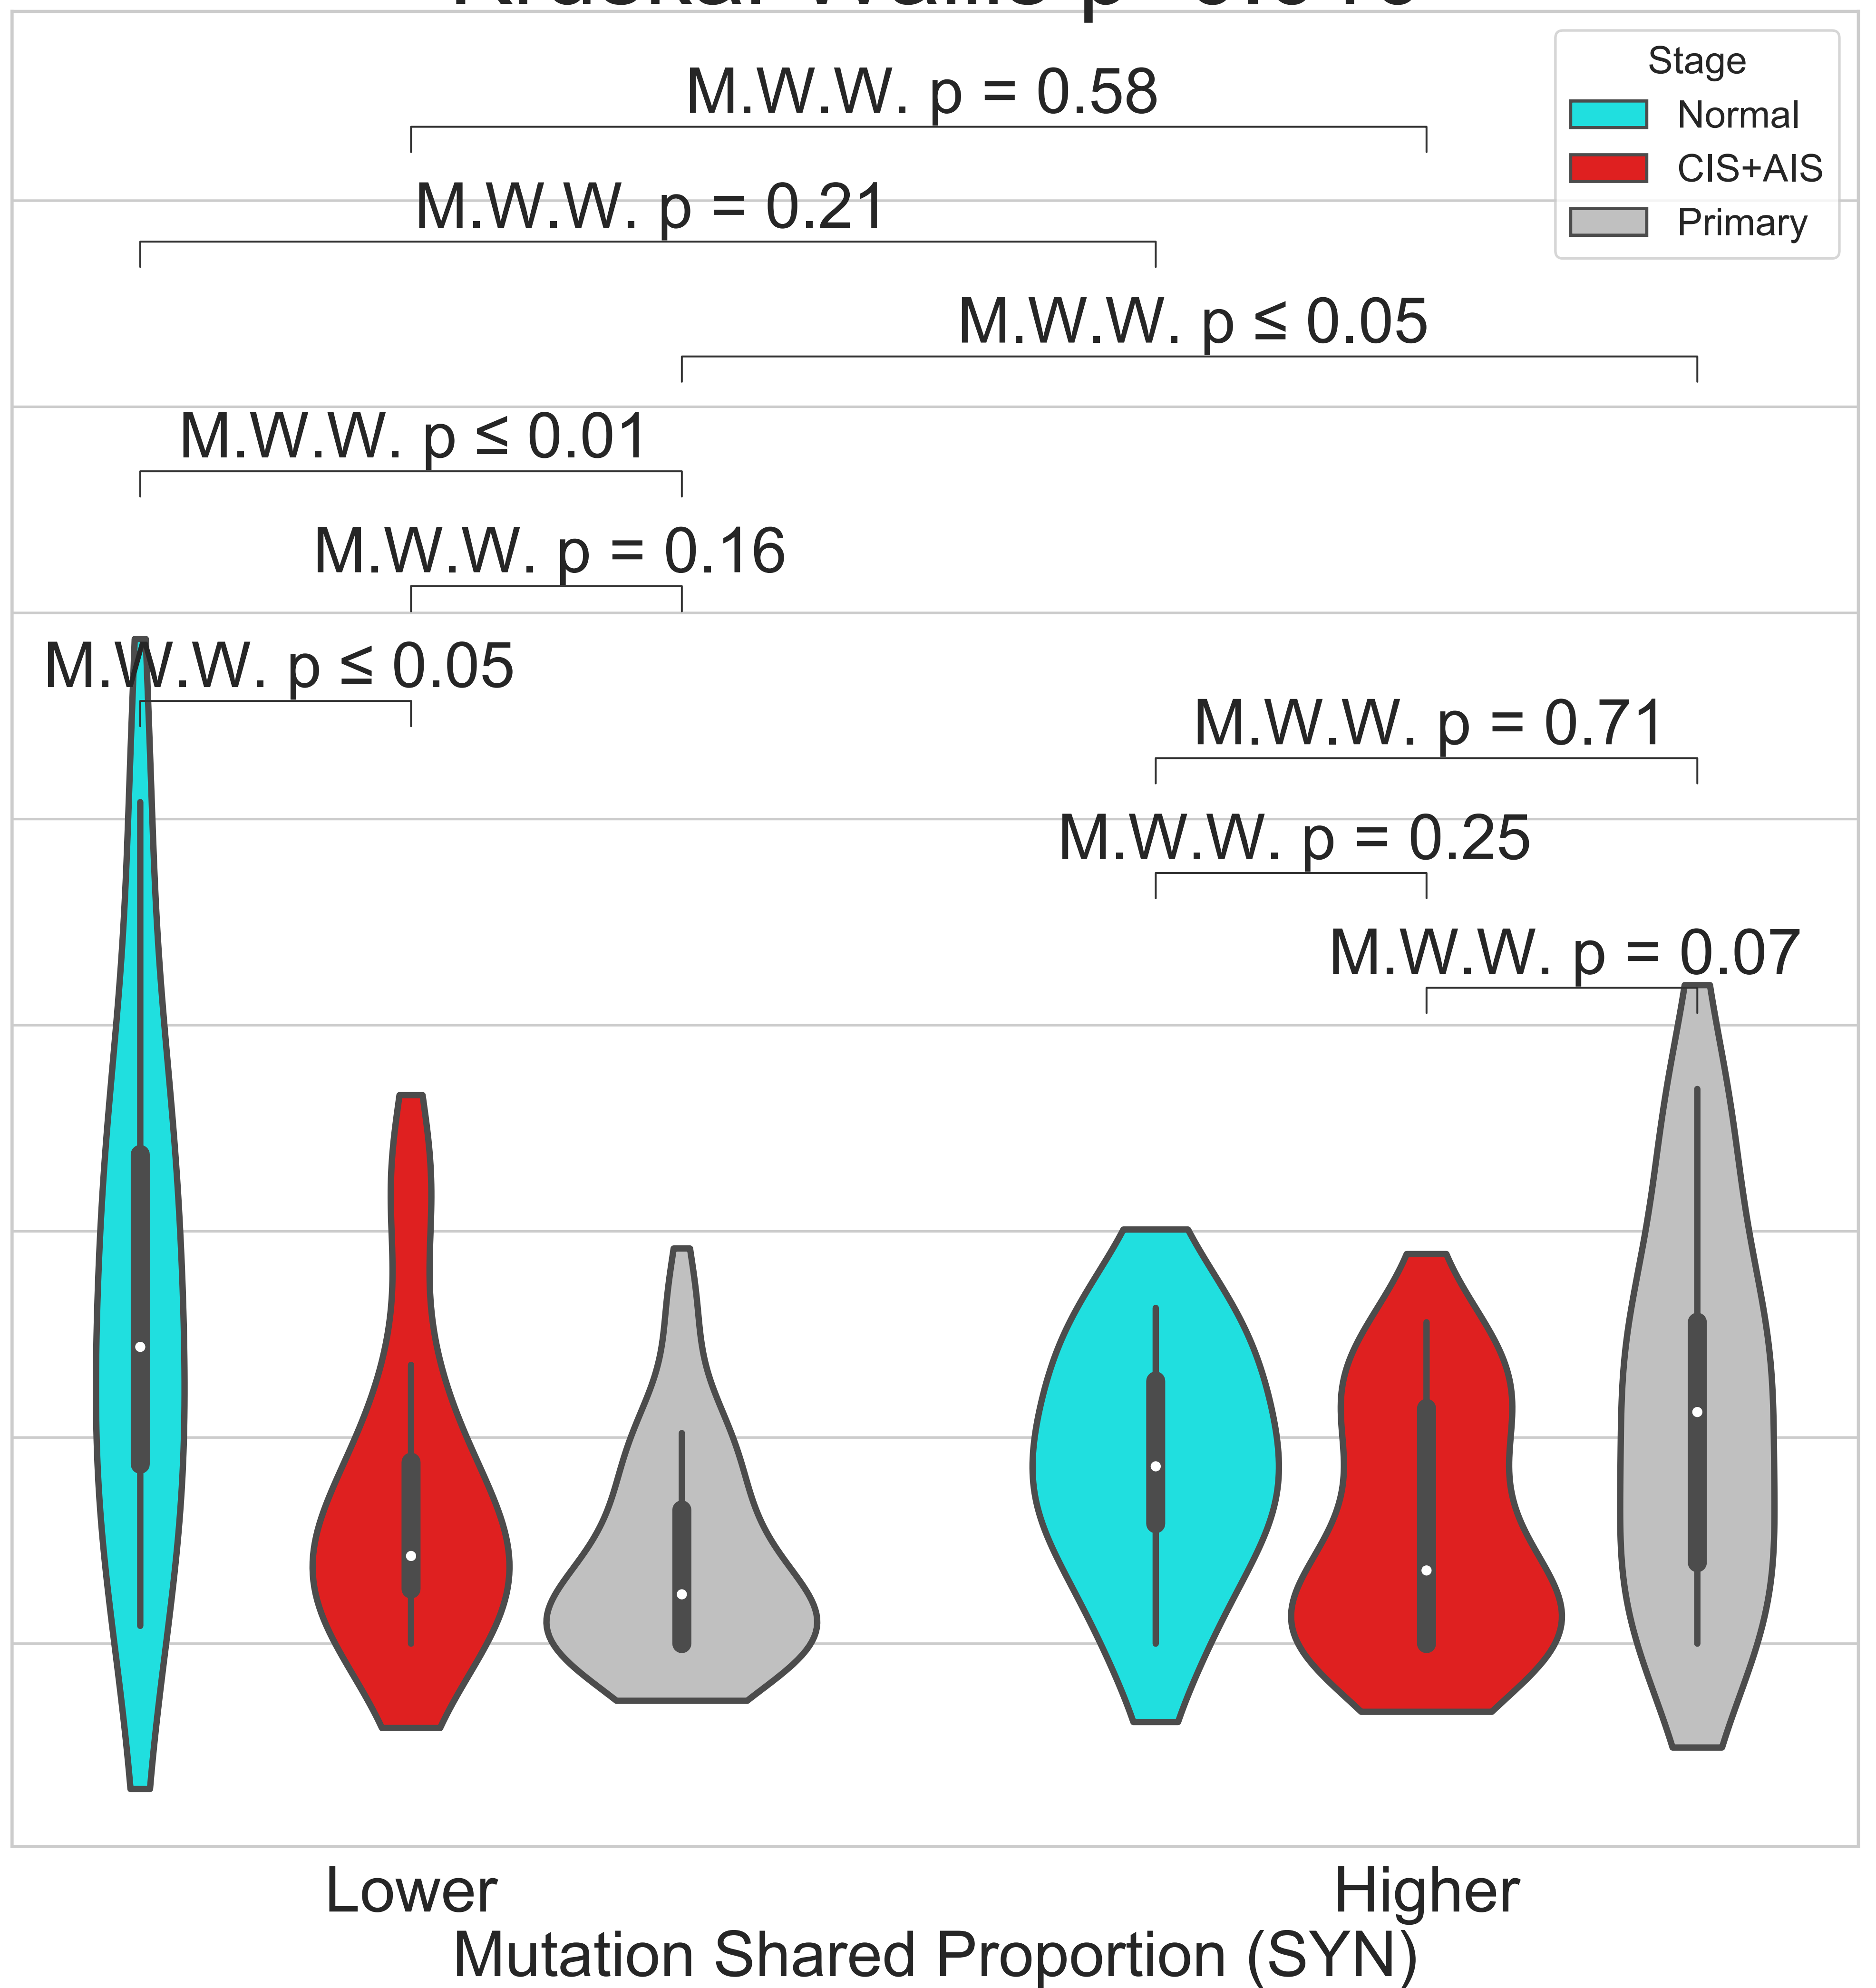 M.W.W. p = 0.58
Stage
Normal
CIS+AIS
Primary
M.W.W. p = 0.21
M.W.W. p ≤ 0.05
M.W.W. p ≤ 0.01
M.W.W. p = 0.16
M.W.W. p ≤ 0.05
M.W.W. p = 0.71
M.W.W. p = 0.25
M.W.W. p = 0.07
Lower
Higher
Mutation Shared Proportion (SYN)